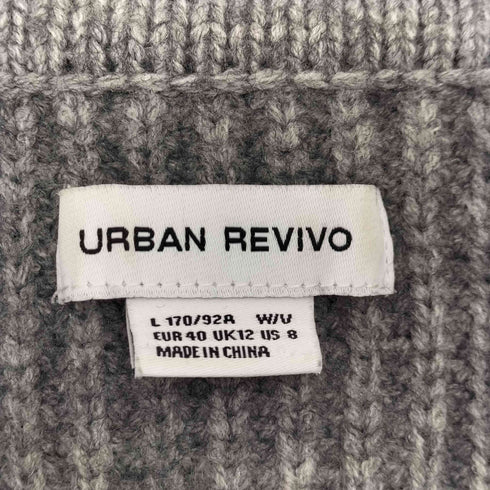 URBAN REVIVO
L 170/92A W/U
EUR 40 UK12 US 8
MADE IN CHINA